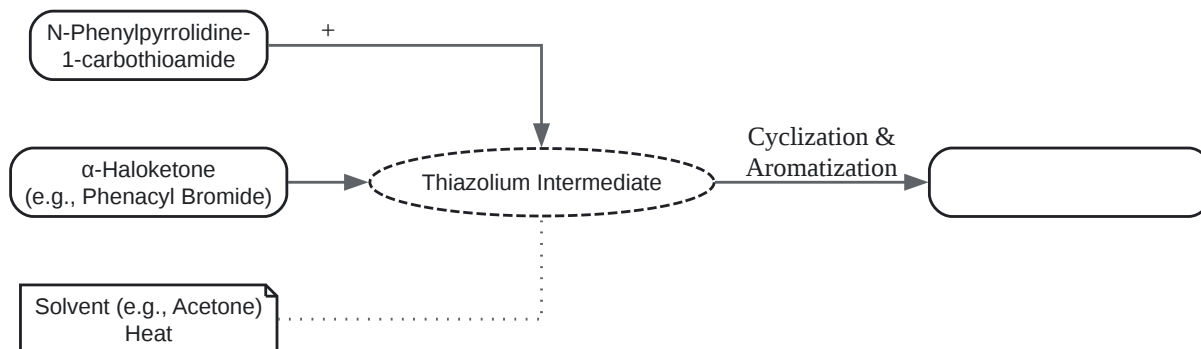 N-Phenylpyrrolidine-
1-carbothioamide
+
α-Haloketone
(e.g., Phenacyl Bromide)
Thiazolium Intermediate
Cyclization &
Aromatization
Solvent (e.g., Acetone)
Heat